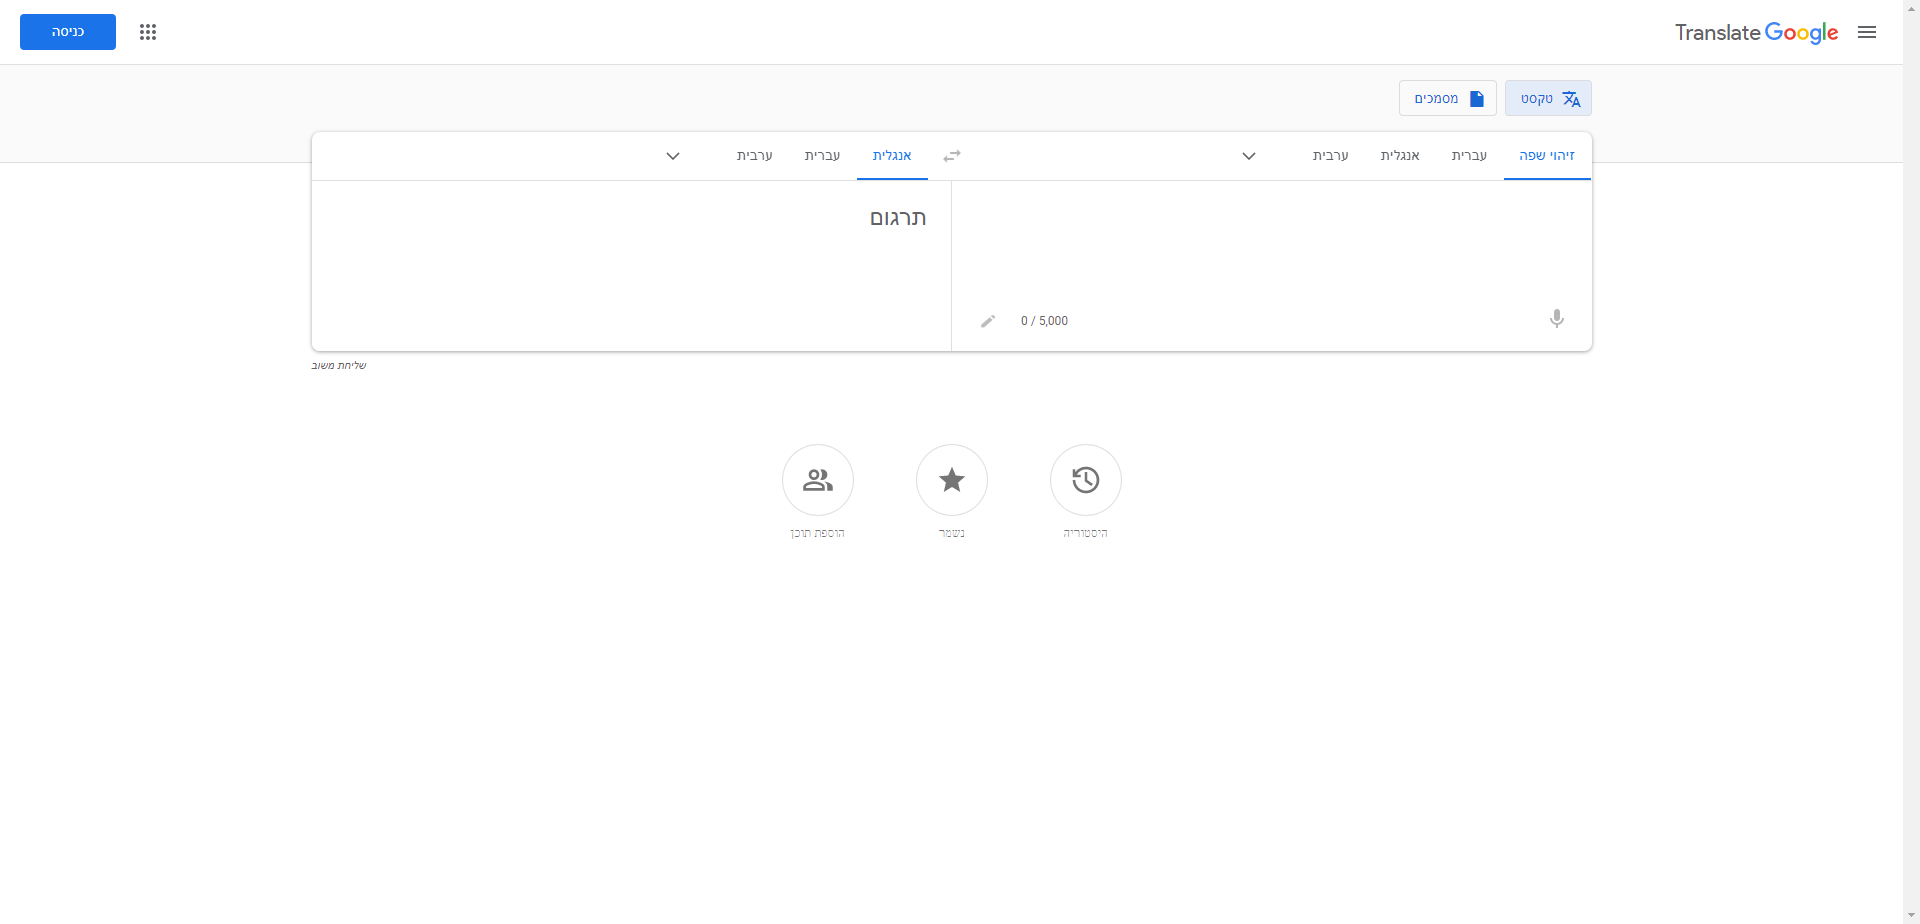 Google Translate
כניסה
טקסט
מסמכים
זיהוי שפה
עברית
אנגלית
ערבית
אנגלית
עברית
ערבית
תרגום
0 / 5,000
שליחת משוב
היסטוריה
נשמר
הוספת תוכן